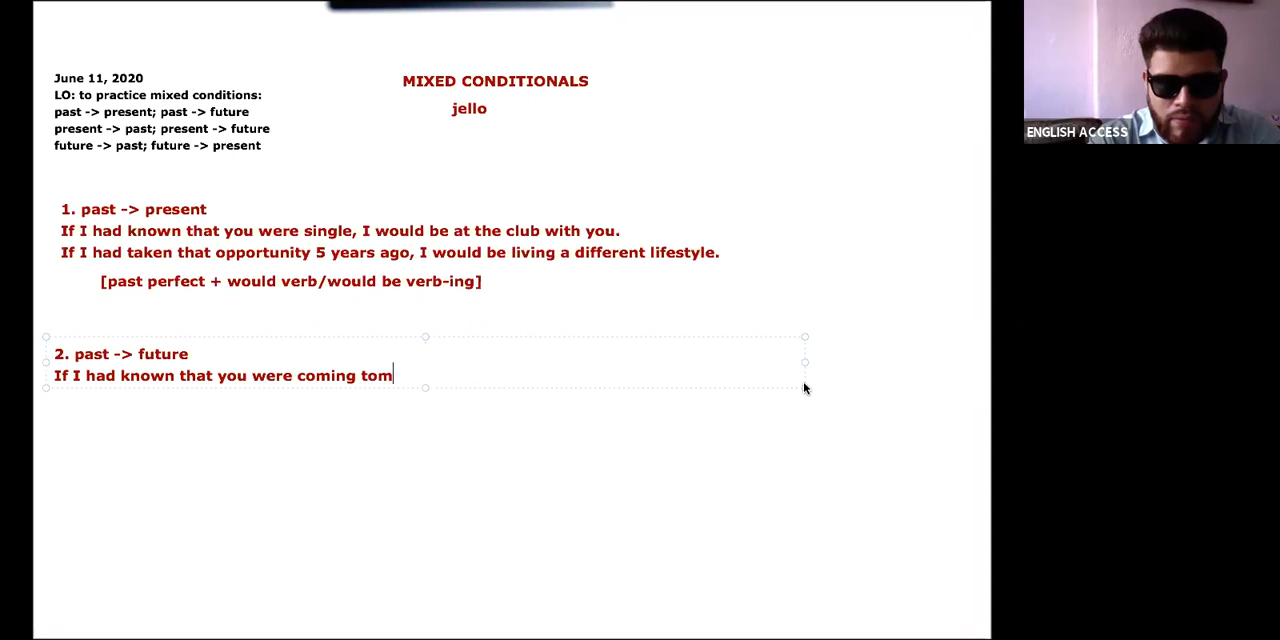 June 11, 2020
LO: to practice mixed conditions:
past -> present; past -> future
present -> past; present -> future
future -> past; future -> present
MIXED CONDITIONALS
jello
ENGLISH ACCESS
1. past -> present
If I had known that you were single, I would be at the club with you.
If I had taken that opportunity 5 years ago, I would be living a different lifestyle.
[past perfect + would verb/would be verb-ing]
2. past -> future
If I had known that you were coming tom